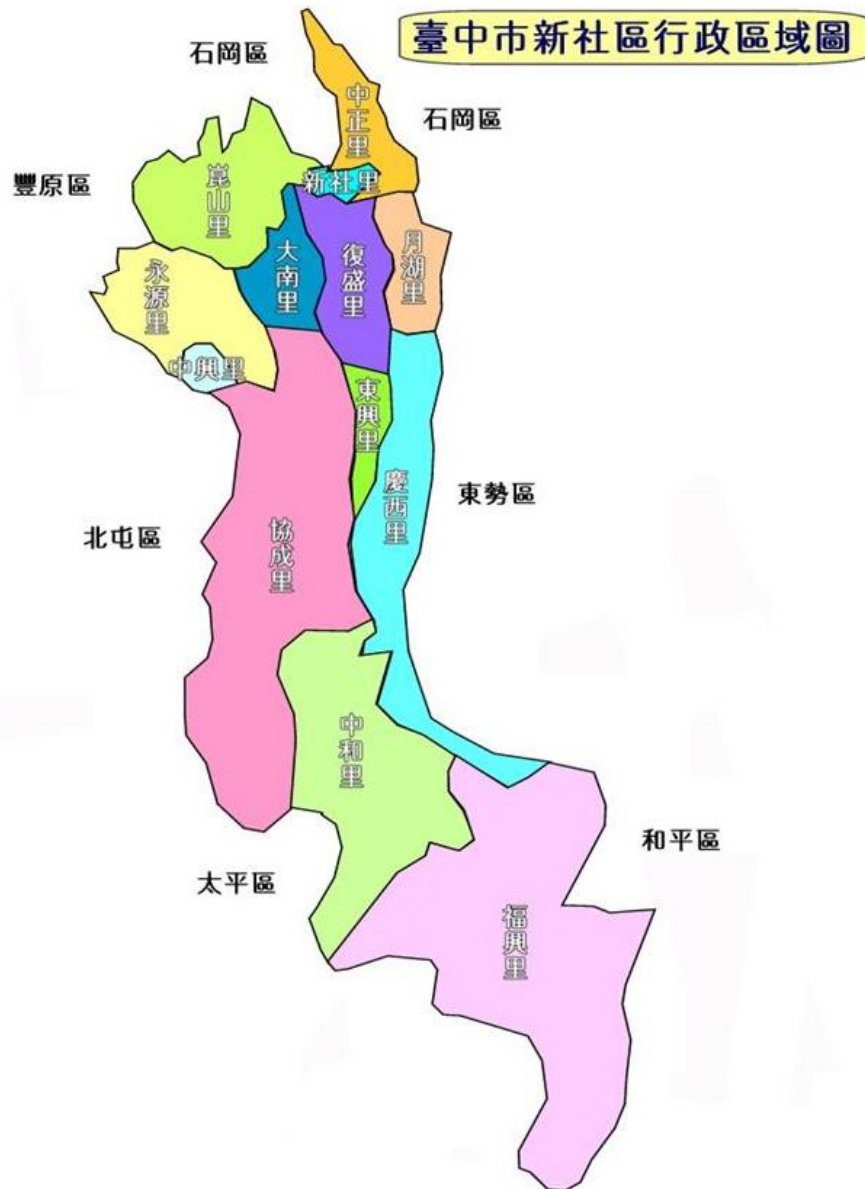 臺中市新社區行政區域圖
石岡區
中正里
石岡區
豐原區
崑山里
新社里
大南里
復盛里
月湖里
永源里
中興里
東興里
慶西里
東勢區
北屯區
協成里
中和里
和平區
太平區
福興里